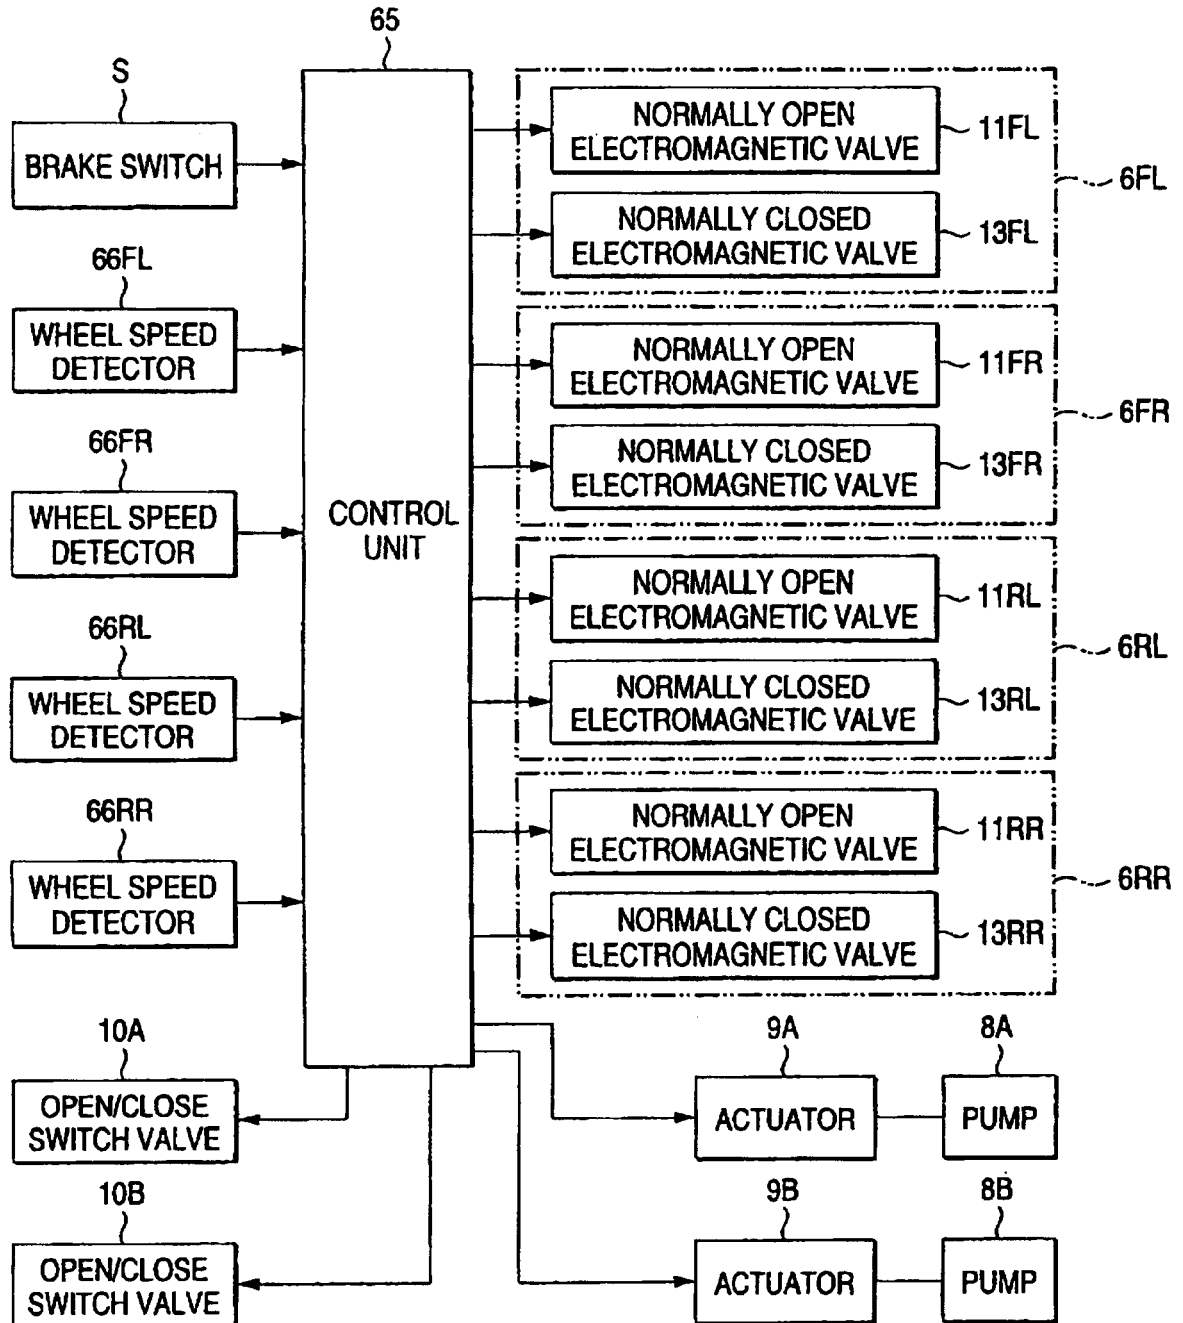 65
S
BRAKE SWITCH
66FL
WHEEL SPEED
DETECTOR
66FR
WHEEL SPEED
DETECTOR
66RL
WHEEL SPEED
DETECTOR
66RR
WHEEL SPEED
DETECTOR
CONTROL
UNIT
NORMALLY OPEN
ELECTROMAGNETIC VALVE
11FL
NORMALLY CLOSED
ELECTROMAGNETIC VALVE
13FL
6FL
NORMALLY OPEN
ELECTROMAGNETIC VALVE
11FR
NORMALLY CLOSED
ELECTROMAGNETIC VALVE
13FR
6FR
NORMALLY OPEN
ELECTROMAGNETIC VALVE
11RL
NORMALLY CLOSED
ELECTROMAGNETIC VALVE
13RL
6RL
NORMALLY OPEN
ELECTROMAGNETIC VALVE
11RR
NORMALLY CLOSED
ELECTROMAGNETIC VALVE
13RR
6RR
10A
OPEN/CLOSE
SWITCH VALVE
10B
OPEN/CLOSE
SWITCH VALVE
9A
ACTUATOR
8A
PUMP
9B
ACTUATOR
8B
PUMP